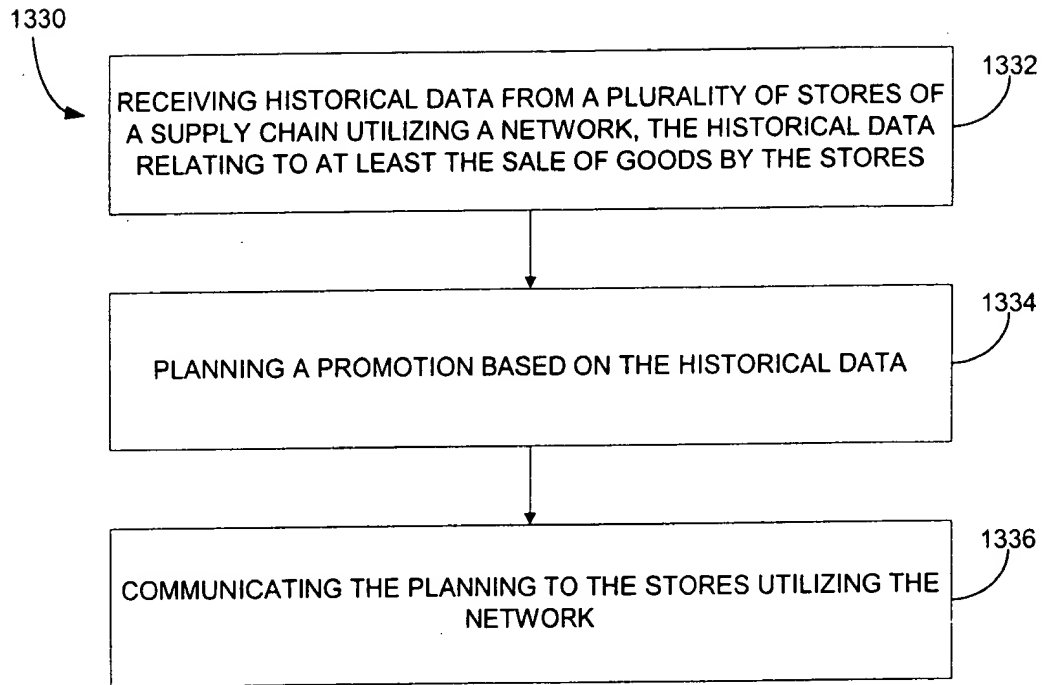 1330
1332
RECEIVING HISTORICAL DATA FROM A PLURALITY OF STORES OF
A SUPPLY CHAIN UTILIZING A NETWORK, THE HISTORICAL DATA
RELATING TO AT LEAST THE SALE OF GOODS BY THE STORES
1334
PLANNING A PROMOTION BASED ON THE HISTORICAL DATA
1336
COMMUNICATING THE PLANNING TO THE STORES UTILIZING THE
NETWORK